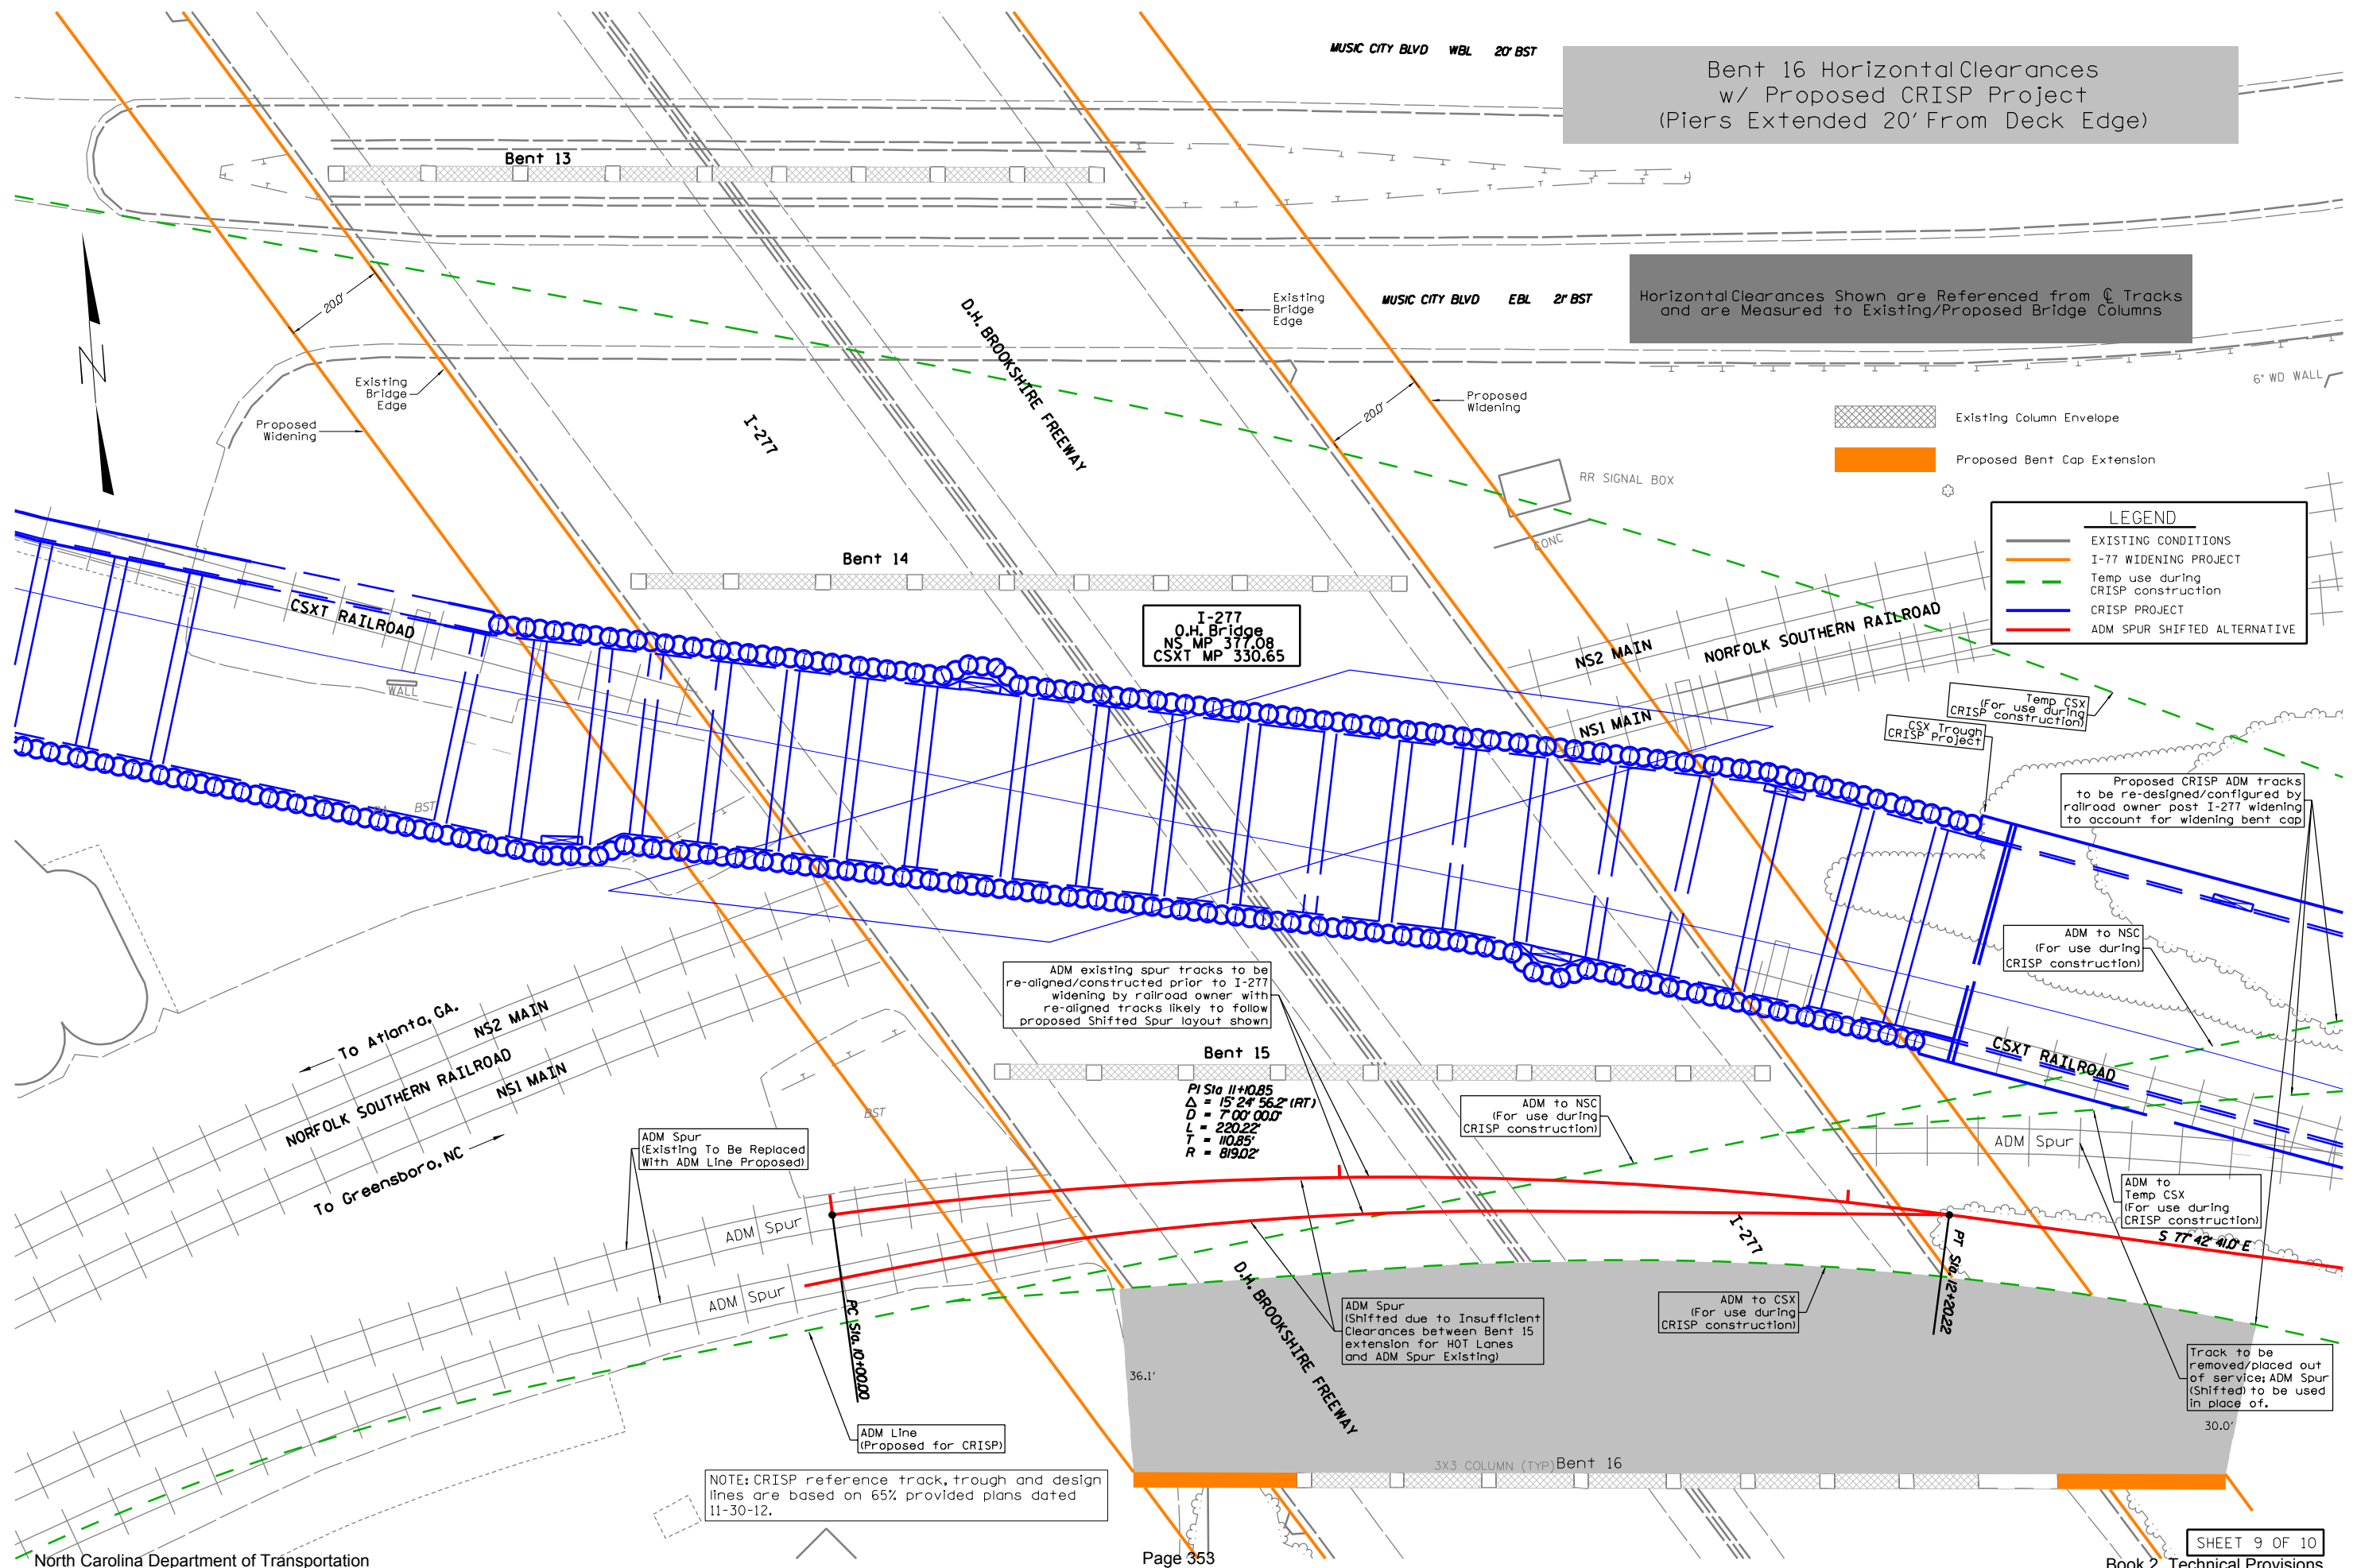 MUSIC CITY BLVD WBL 20' BST
Bent 16 Horizontal Clearances
w/ Proposed CRISP Project
(Piers Extended 20' From Deck Edge)
Bent 13
20.0'
Existing
Bridge
Edge
MUSIC CITY BLVD EBL 21' BST
Horizontal Clearances Shown are Referenced from ℄ Tracks
and are Measured to Existing/Proposed Bridge Columns
D.H. BROOKSHIRE FREEWAY
N
Existing
Bridge
Edge
Proposed
Widening
I-277
20.0'
Proposed
Widening
6" WD WALL
Existing Column Envelope
Proposed Bent Cap Extension
RR SIGNAL BOX
CONC
LEGEND
EXISTING CONDITIONS
I-77 WIDENING PROJECT
Temp use during
CRISP construction
CRISP PROJECT
ADM SPUR SHIFTED ALTERNATIVE
Bent 14
CSXT RAILROAD
WALL
I-277
O.H. Bridge
NS MP 377.08
CSXT MP 330.65
NS2 MAIN
NORFOLK SOUTHERN RAILROAD
NS1 MAIN
Temp CSX
(For use during
CRISP construction)
CSX Trough
CRISP Project
Proposed CRISP ADM tracks
to be re-designed/configured by
railroad owner post I-277 widening
to account for widening bent cap
BST
ADM to NSC
(For use during
CRISP construction)
ADM existing spur tracks to be
re-aligned/constructed prior to I-277
widening by railroad owner with
re-aligned tracks likely to follow
proposed Shifted Spur layout shown
To Atlanta, GA.
NS2 MAIN
NORFOLK SOUTHERN RAILROAD
NS1 MAIN
To Greensboro, NC
CSXT RAILROAD
Bent 15
PI Sta 11+10.85
Δ = 15° 24' 56.2" (RT)
D = 7° 00' 00.0"
L = 220.22'
T = 110.85'
R = 819.02'
BST
ADM to NSC
(For use during
CRISP construction)
ADM Spur
ADM Spur
(Existing To Be Replaced
With ADM Line Proposed)
ADM to
Temp CSX
(For use during
CRISP construction)
ADM Spur
ADM Spur
I-277
S 77° 42' 41.0" E
PT Sta. 12+20.22
PC Sta. 10+00.00
D.H. BROOKSHIRE FREEWAY
ADM Spur
(Shifted due to Insufficient
Clearances between Bent 15
extension for HOT Lanes
and ADM Spur Existing)
ADM to CSX
(For use during
CRISP construction)
36.1'
Track to be
removed/placed out
of service; ADM Spur
(Shifted) to be used
in place of.
30.0'
ADM Line
(Proposed for CRISP)
3X3 COLUMN (TYP)
Bent 16
NOTE: CRISP reference track, trough and design
lines are based on 65% provided plans dated
11-30-12.
SHEET 9 OF 10
North Carolina Department of Transportation
Page 353
Book 2, Technical Provisions